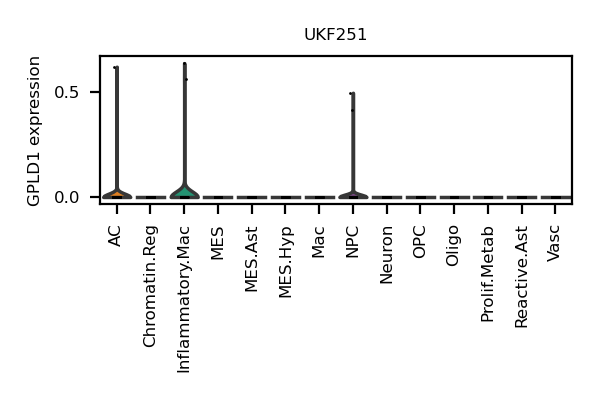 UKF251
GPLD1 expression
0.5
0.0
AC
Chromatin.Reg
Inflammatory.Mac
MES
MES.Ast
MES.Hyp
Mac
NPC
Neuron
OPC
Oligo
Prolif.Metab
Reactive.Ast
Vasc